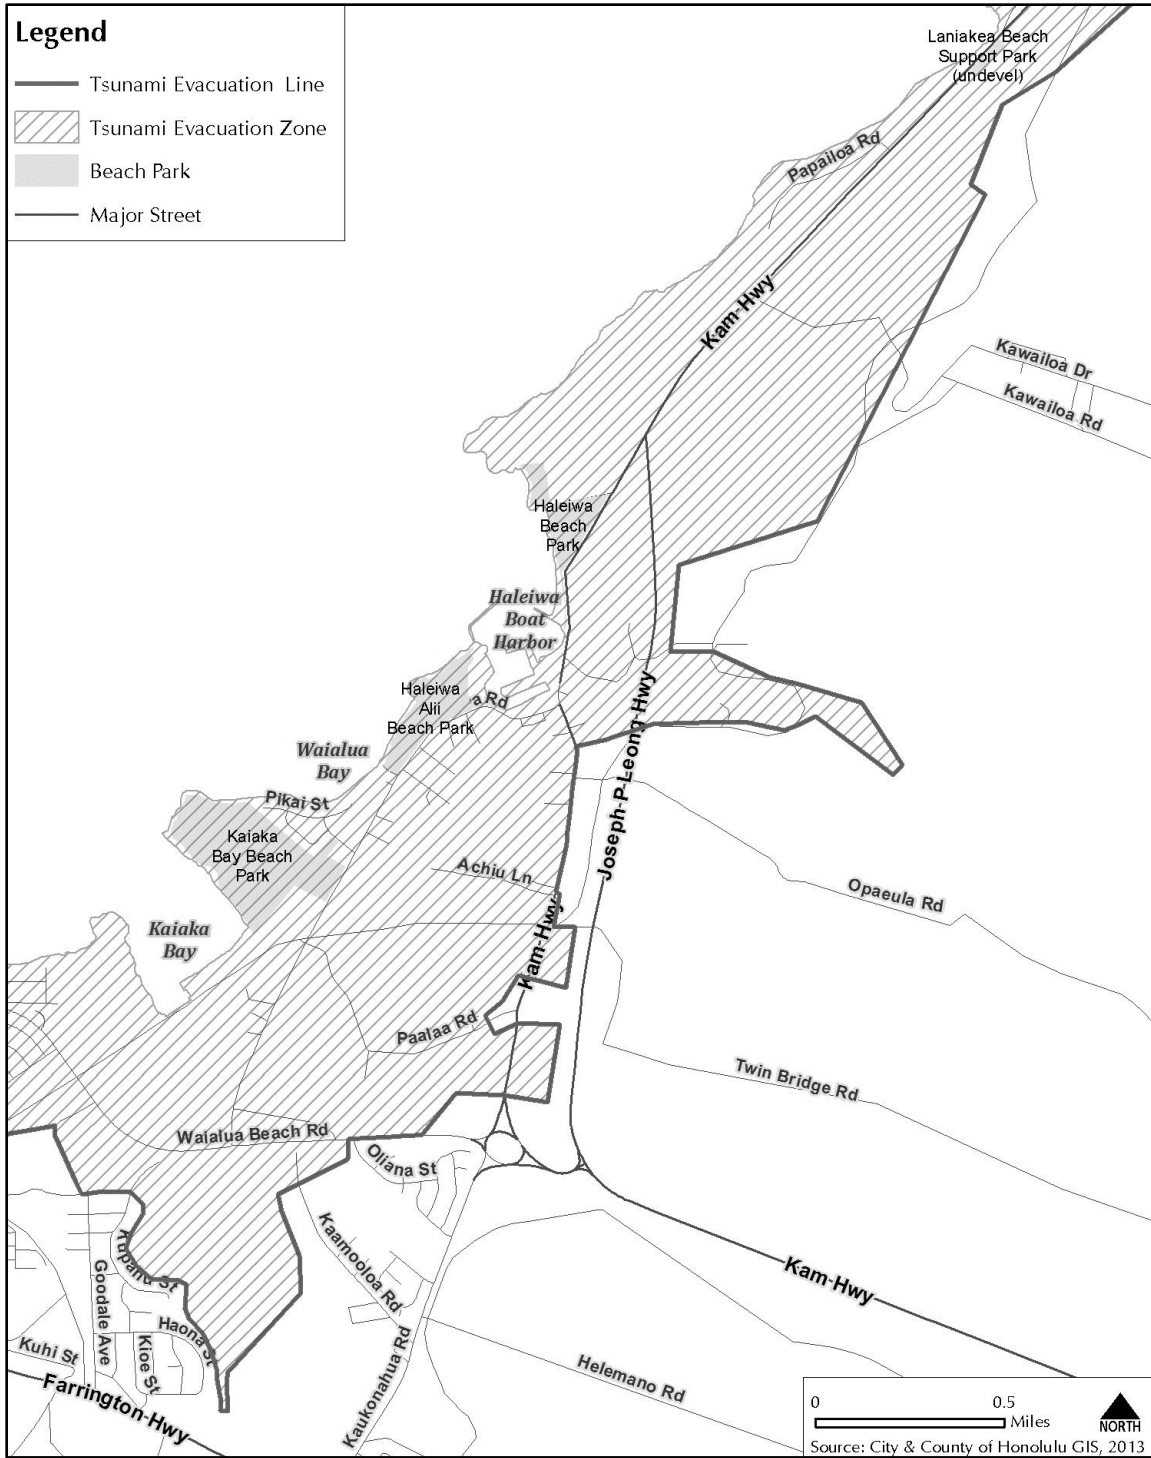 Legend
Tsunami Evacuation Line
Tsunami Evacuation Zone
Beach Park
Major Street
Laniakea Beach
Support Park
(undevel)
Papailoa Rd
Kam Hwy
Kawailoa Dr
Kawailoa Rd
Haleiwa
Beach
Park
Haleiwa
Boat
Harbor
Haleiwa
Alii
Beach Park
a Rd
Joseph P Leong Hwy
Waialua
Bay
Pikai St
Kaiaka
Bay Beach
Park
Achiu Ln
Opaeula Rd
Kaiaka
Bay
Kam Hwy
Paalaa Rd
Twin Bridge Rd
Waialua Beach Rd
Oliana St
Kupahu St
Kaamooloa Rd
Kam Hwy
Goodale Ave
Haona St
Kioe St
Kuhi St
Farrington Hwy
Kaukonahua Rd
Helemano Rd
0 0.5
Miles
NORTH
Source: City & County of Honolulu GIS, 2013